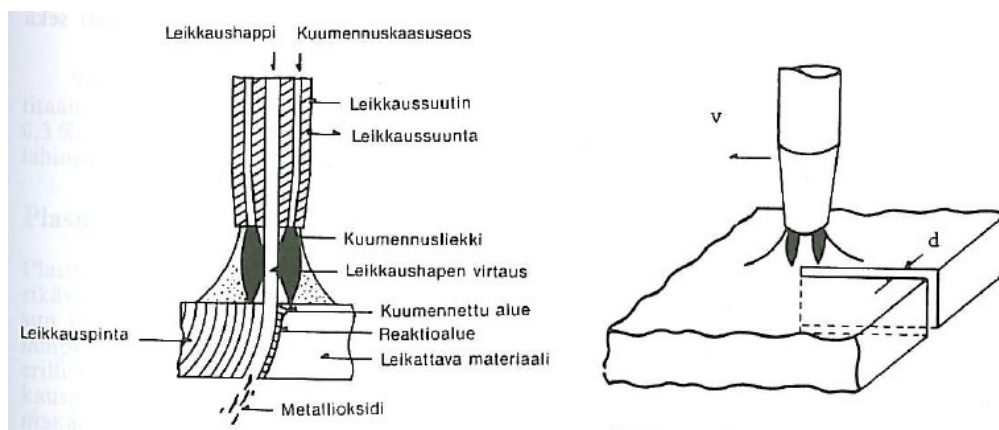 Leikkaushappi
Kuumennuskaasuseos
Leikkaussuutin
Leikkaussuunta
Kuumennusliekki
Leikkaushapen virtaus
Kuumennettu alue
Reaktioalue
Leikkauspinta
Leikattava materiaali
Metallioksidi
v
d